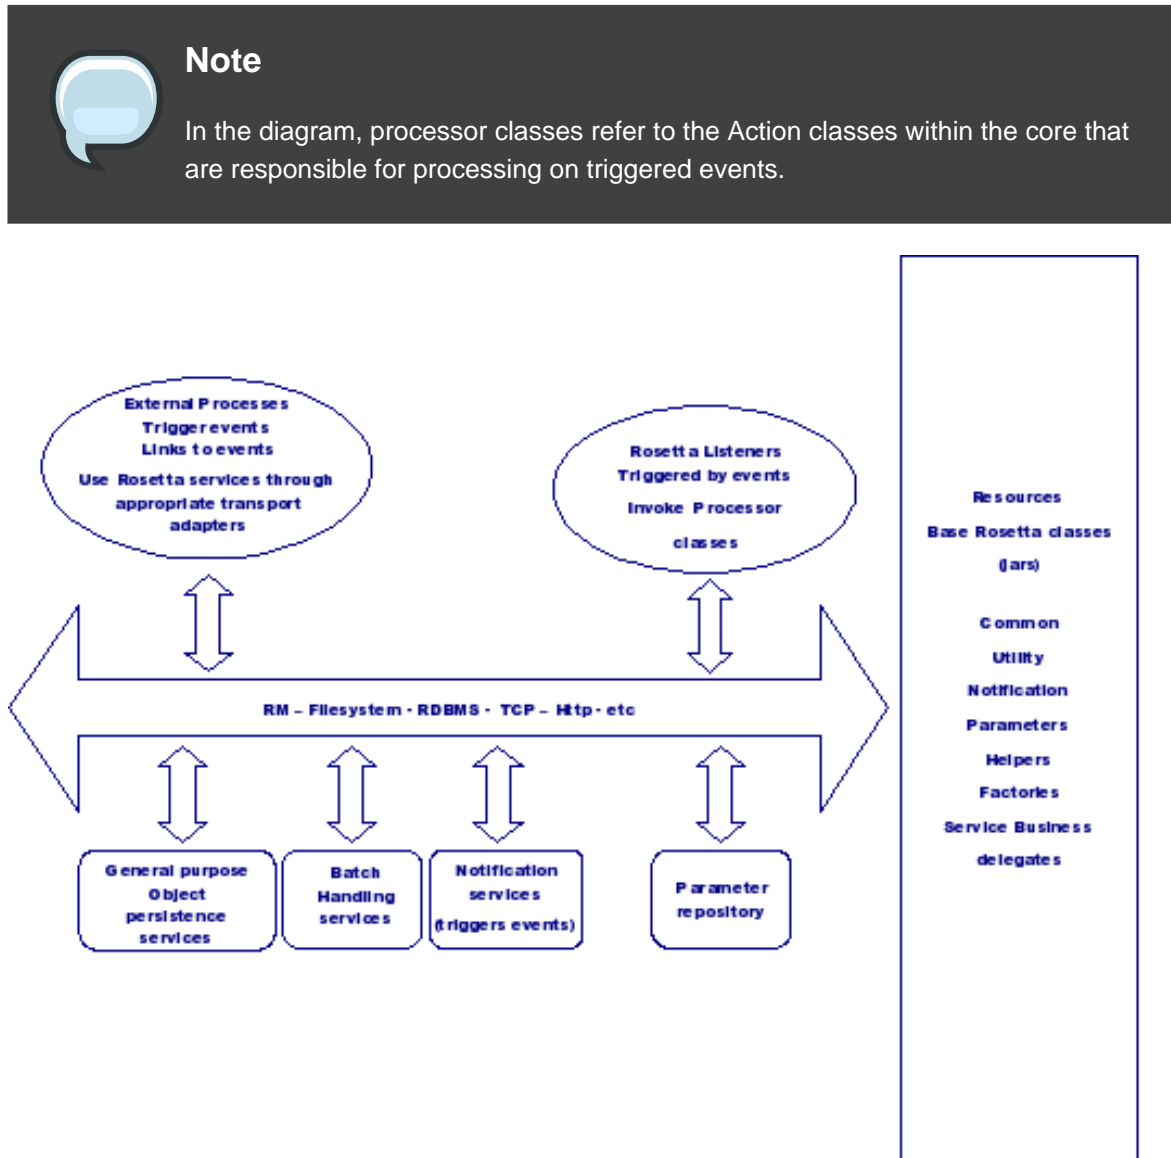 Note
In the diagram, processor classes refer to the Action classes within the core that
are responsible for processing on triggered events.
External Processes
Trigger events
Links to events
Use Rosetta services through
appropriate transport
adapters
Rosetta Listeners
Triggered by events
Invoke Processor
classes
RM – Filesystem - RDBMS - TCP – Http - etc
General purpose
Object
persistence
services
Batch
Handling
services
Notification
services
(triggers events)
Parameter
repository
Resources
Base Rosetta classes
(jars)
Common
Utility
Notification
Parameters
Helpers
Factories
Service Business
delegates